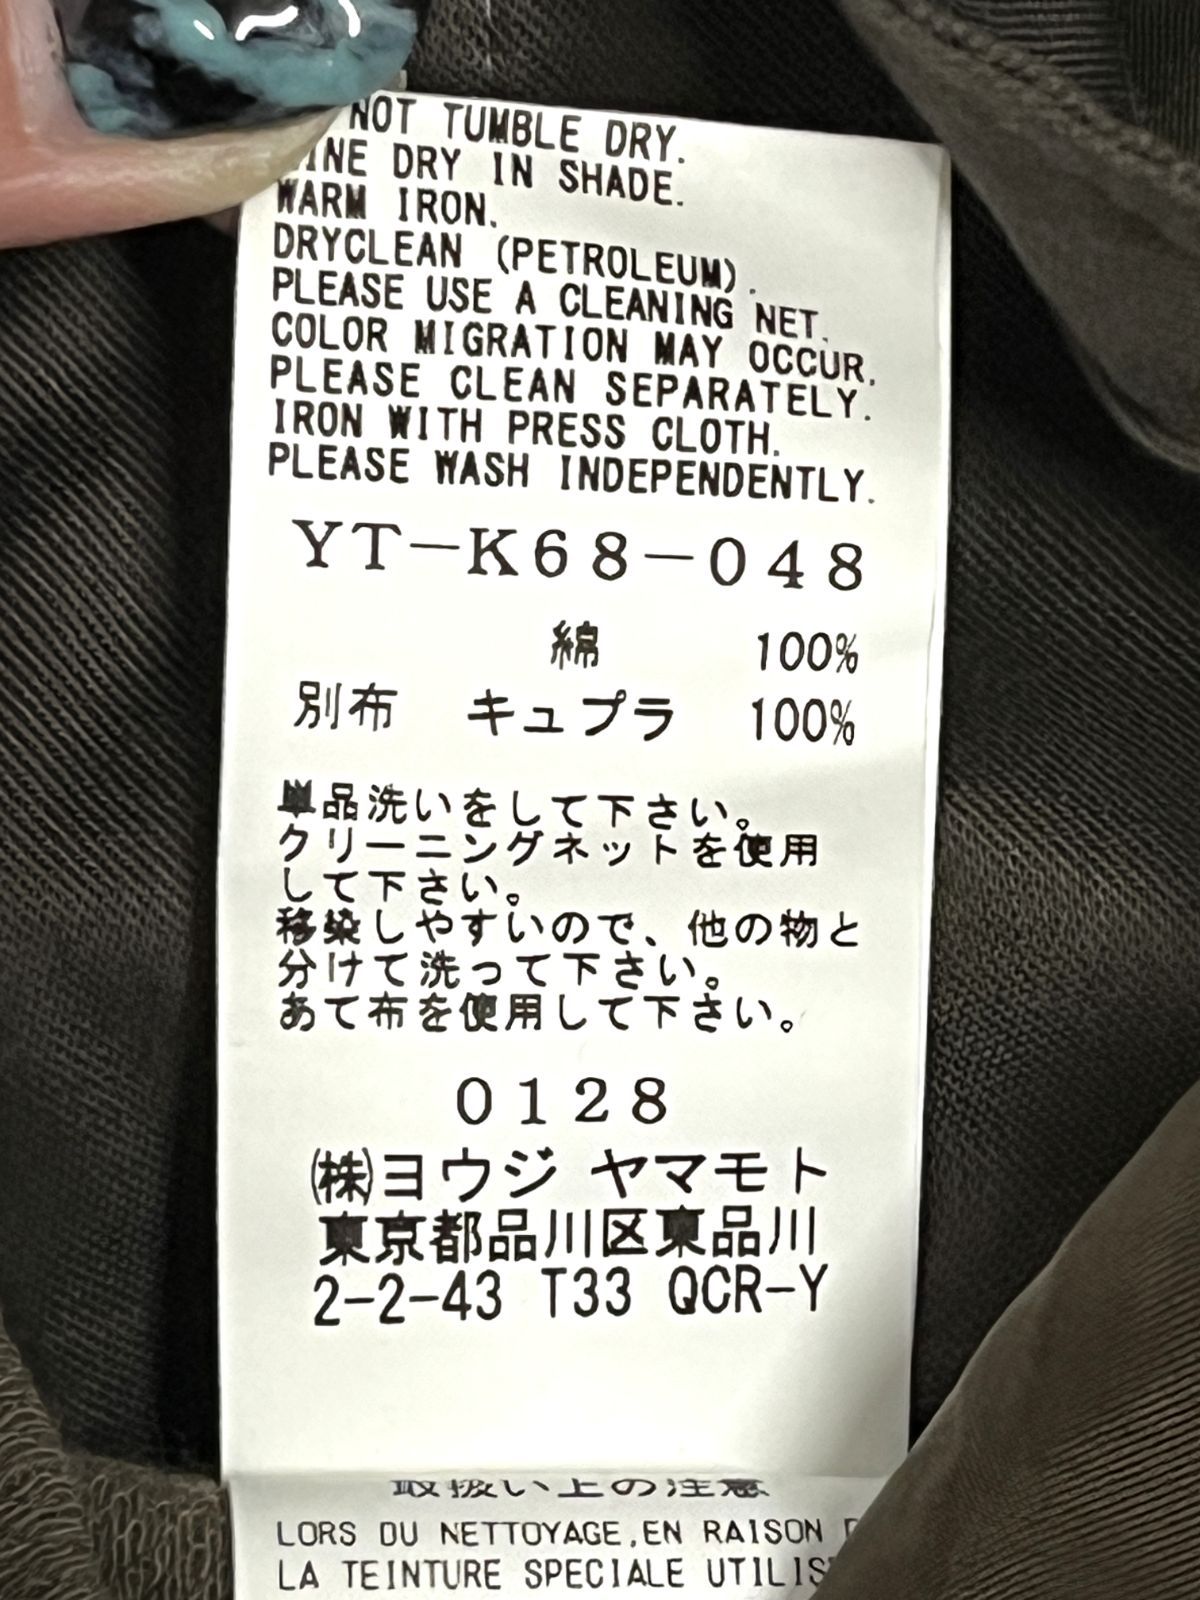 NOT TUMBLE DRY.
LINE DRY IN SHADE.
WARM IRON.
DRYCLEAN (PETROLEUM).
PLEASE USE A CLEANING NET.
COLOR MIGRATION MAY OCCUR.
PLEASE CLEAN SEPARATELY.
IRON WITH PRESS CLOTH.
PLEASE WASH INDEPENDENTLY.
YT-K68-048
綿 100%
別布 キュプラ 100%
単品洗いをして下さい。
クリーニングネットを使用
して下さい。
移染しやすいので、他の物と
分けて洗って下さい。
あて布を使用して下さい。
0128
㈱ヨウジ ヤマモト
東京都品川区東品川
2-2-43 T33 QCR-Y
取扱い上の注意
LORS DU NETTOYAGE,EN RAISON
LA TEINTURE SPECIALE